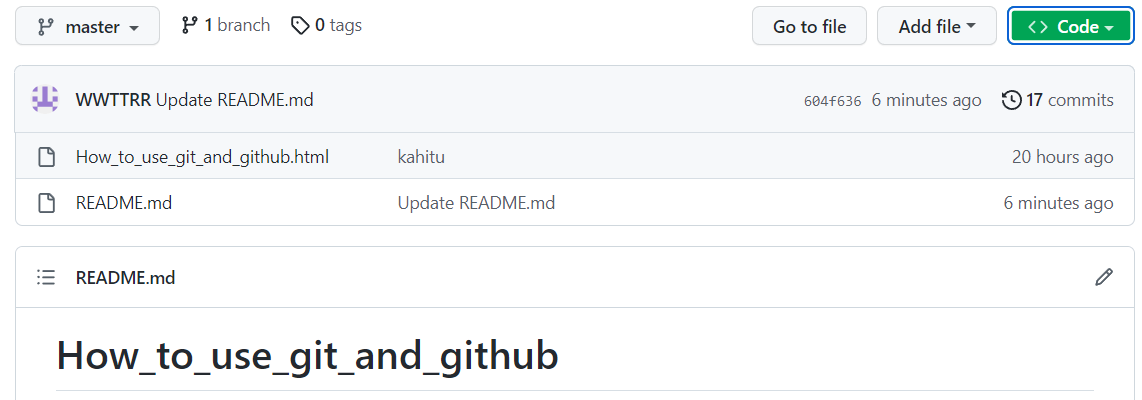 master 1 branch 0 tags Go to file Add file Code
WWTTRR Update README.md 604f636 6 minutes ago 17 commits
How_to_use_git_and_github.html kahitu 20 hours ago
README.md Update README.md 6 minutes ago
README.md
How_to_use_git_and_github